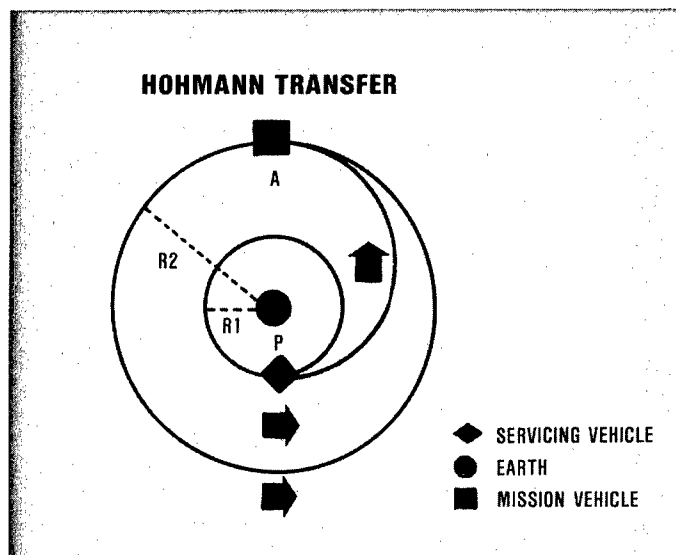 HOHMANN TRANSFER
A
R2
R1
P
SERVICING VEHICLE
EARTH
MISSION VEHICLE